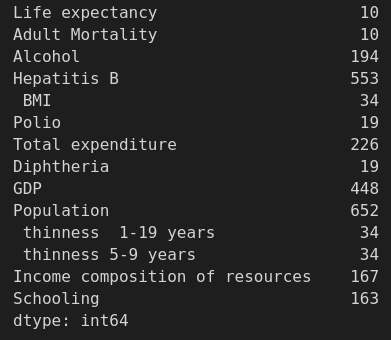 Life expectancy                      10
Adult Mortality                      10
Alcohol                             194
Hepatitis B                         553
 BMI                                 34
Polio                                19
Total expenditure                   226
Diphtheria                           19
GDP                                 448
Population                          652
 thinness  1-19 years                34
 thinness 5-9 years                  34
Income composition of resources     167
Schooling                           163
dtype: int64